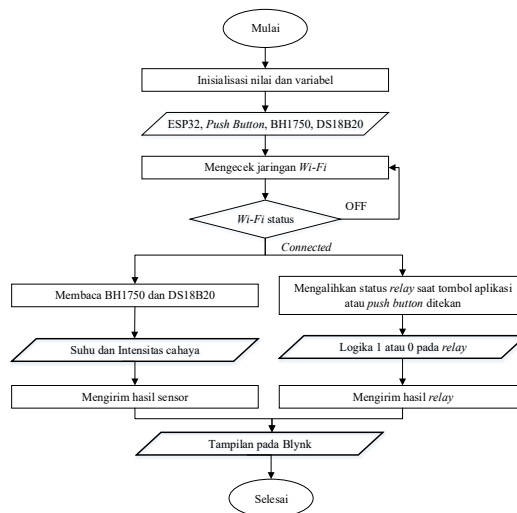 Mulai
Inisialisasi nilai dan variabel
ESP32, Push Button, BH1750, DS18B20
Mengecek jaringan Wi-Fi
OFF
Wi-Fi status
Connected
Membaca BH1750 dan DS18B20
Mengalihkan status relay saat tombol aplikasi
atau push button ditekan
Suhu dan Intensitas cahaya
Logika 1 atau 0 pada relay
Mengirim hasil sensor
Mengirim hasil relay
Tampilan pada Blynk
Selesai